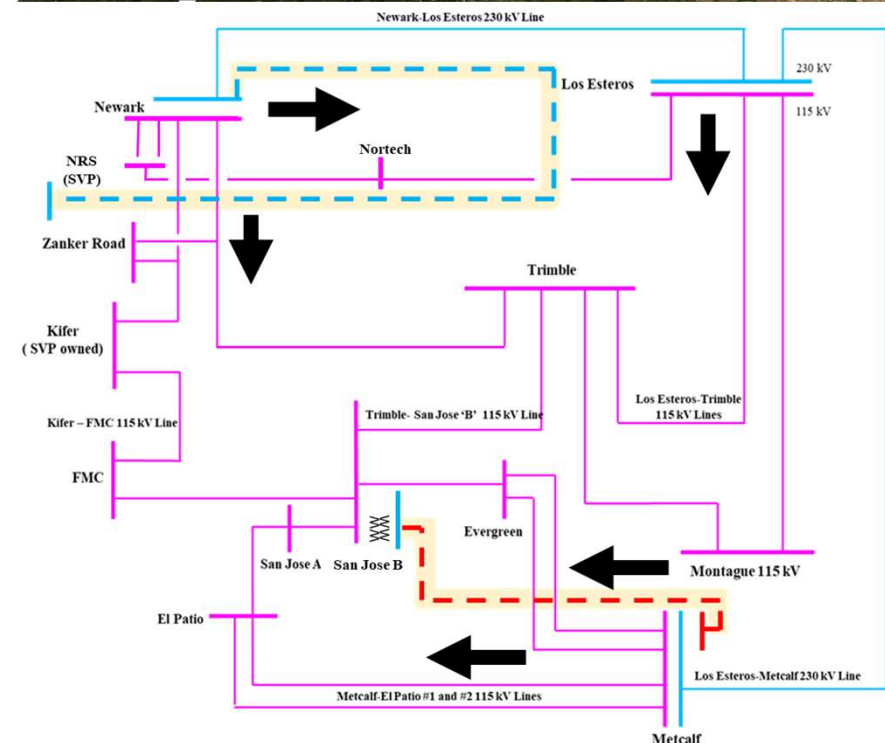 Newark-Los Esteros 230 kV Line
Los Esteros
230 kV
115 kV
Newark
Nortech
NRS
(SVP)
Zanker Road
Trimble
Kifer
( SVP owned)
Los Esteros-Trimble
115 kV Lines
Trimble- San Jose ‘B’ 115 kV Line
Kifer – FMC 115 kV Line
FMC
Evergreen
San Jose A
San Jose B
Montague 115 kV
El Patio
Los Esteros-Metcalf 230 kV Line
Metcalf-El Patio #1 and #2 115 kV Lines
Metcalf